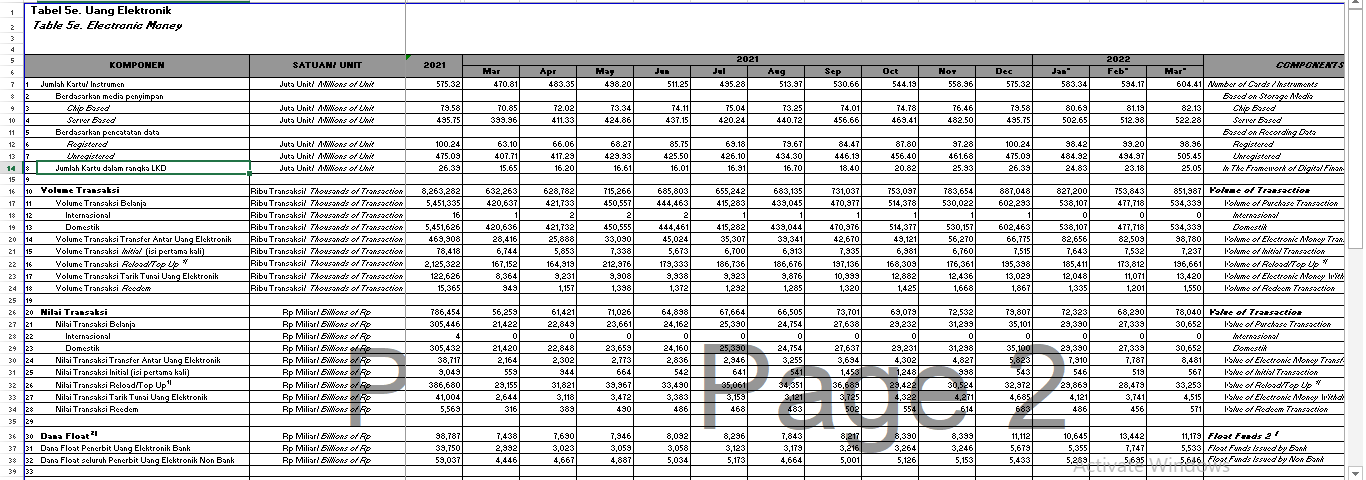 Tabel 5e. Uang Elektronik
Table 5e. Electronic Money
KOMPONEN SATUAN/ UNIT 2021 2021 2022 COMPONENTS
Mar Apr May Jun Jul Aug Sep Oct Nov Dec Jan* Feb* Mar*
1 Jumlah Kartu/ Instrumen Juta Unit/ Millions of Unit 575.32 470.81 483.35 498.20 511.25 495.28 513.97 530.66 544.19 558.96 575.32 583.34 594.17 604.41 Number of Cards / Instruments
2 Berdasarkan media penyimpan Based on Storage Media
3 Chip Based Juta Unit/ Millions of Unit 79.58 70.85 72.02 73.34 74.11 75.04 73.25 74.01 74.78 76.46 79.58 80.69 81.19 82.13 Chip Based
4 Server Based Juta Unit/ Millions of Unit 495.75 399.96 411.33 424.86 437.15 420.24 440.72 456.66 469.41 482.50 495.75 502.65 512.98 522.28 Server Based
5 Berdasarkan pencatatan data Based on Recording Data
6 Registered Juta Unit/ Millions of Unit 100.24 63.10 66.06 68.27 85.75 69.18 79.67 84.47 87.80 97.28 100.24 98.42 99.20 98.96 Registered
7 Unregistered Juta Unit/ Millions of Unit 475.09 407.71 417.29 429.93 425.50 426.10 434.30 446.19 456.40 461.68 475.09 484.92 494.97 505.45 Unregistered
8 Jumlah Kartu dalam rangka LKD Juta Unit/ Millions of Unit 26.39 15.65 16.20 16.61 16.01 16.91 16.70 18.40 20.82 25.93 26.39 23.83 23.18 25.05 In The Framework of Digital Finan
9
10 Volume Transaksi Ribu Transaksi/ Thousands of Transaction 8,263,282 632,263 628,782 715,266 685,803 655,242 683,135 731,037 753,097 783,654 887,048 827,200 753,843 851,987 Volume of Transaction
11 Volume Transaksi Belanja Ribu Transaksi/ Thousands of Transaction 5,451,335 420,637 421,733 450,557 444,463 415,283 439,045 470,977 514,378 530,022 602,293 538,107 477,718 534,339 Volume of Purchase Transaction
12 Internasional Ribu Transaksi/ Thousands of Transaction 16 1 2 2 2 1 1 1 1 1 1 0 0 0 Internasional
13 Domestik Ribu Transaksi/ Thousands of Transaction 5,451,626 420,636 421,732 450,555 444,461 415,282 439,044 470,976 514,377 530,157 602,463 538,107 477,718 534,339 Domestik
14 Volume Transaksi Transfer Antar Uang Elektronik Ribu Transaksi/ Thousands of Transaction 469,908 28,416 25,888 33,090 45,024 35,307 39,341 42,670 49,121 56,270 66,775 82,656 82,509 98,780 Volume of Electronic Money Tran
15 Volume Transaksi Initial (isi pertama kali) Ribu Transaksi/ Thousands of Transaction 78,418 6,744 5,853 7,338 5,673 6,700 6,913 7,935 6,981 6,760 7,515 7,643 7,532 7,237 Volume of Initial Transaction
16 Volume Transaksi Reload/Top Up 1) Ribu Transaksi/ Thousands of Transaction 2,125,322 167,152 164,919 212,976 179,333 186,736 186,676 197,136 168,309 176,361 195,398 185,411 173,812 196,661 Volume of Reload/Top Up 1)
17 Volume Transaksi Tarik Tunai Uang Elektronik Ribu Transaksi/ Thousands of Transaction 122,626 8,364 9,231 9,908 9,938 9,923 9,876 10,999 12,882 12,436 13,029 12,048 11,071 13,420 Volume of Electronic Money With
18 Volume Transaksi Reedem Ribu Transaksi/ Thousands of Transaction 15,365 949 1,157 1,398 1,372 1,292 1,285 1,320 1,425 1,668 1,867 1,335 1,201 1,550 Volume of Redeem Transaction
19
20 Nilai Transaksi Rp Miliar/ Billions of Rp 786,454 56,259 61,421 71,026 64,898 67,664 66,505 73,701 69,079 72,532 79,807 72,323 68,290 78,040 Value of Transaction
21 Nilai Transaksi Belanja Rp Miliar/ Billions of Rp 305,446 21,422 22,849 23,661 24,162 25,390 24,754 27,638 29,232 31,299 35,101 29,390 27,339 30,652 Value of Purchase Transaction
22 Internasional Rp Miliar/ Billions of Rp 4 0 0 0 0 0 0 0 0 0 0 0 0 0 Internasional
23 Domestik Rp Miliar/ Billions of Rp 305,432 21,420 22,848 23,659 24,160 25,390 24,754 27,637 29,231 31,298 35,100 29,390 27,339 30,652 Domestik
24 Nilai Transaksi Transfer Antar Uang Elektronik Rp Miliar/ Billions of Rp 38,717 2,164 2,302 2,773 2,836 2,946 3,255 3,694 4,302 4,827 5,823 7,910 7,787 8,481 Value of Electronic Money Transf
25 Nilai Transaksi Initial (isi pertama kali) Rp Miliar/ Billions of Rp 9,049 559 944 664 542 641 541 1,453 1,248 998 543 546 519 567 Value of Initial Transaction
26 Nilai Transaksi Reload/Top Up1) Rp Miliar/ Billions of Rp 386,680 29,155 31,821 39,967 33,490 35,061 34,351 36,689 29,422 30,524 32,972 29,869 28,479 33,253 Value of Reload/Top Up 1)
27 Nilai Transaksi Tarik Tunai Uang Elektronik Rp Miliar/ Billions of Rp 41,004 2,644 3,118 3,472 3,383 3,159 3,121 3,725 4,322 4,271 4,685 4,121 3,741 4,515 Value of Electronic Money Withd
28 Nilai Transaksi Reedem Rp Miliar/ Billions of Rp 5,569 316 389 490 486 468 483 502 554 614 683 486 456 571 Value of Redeem Transaction
29
30 Dana Float 2) Rp Miliar/ Billions of Rp 98,787 7,438 7,690 7,946 8,092 8,296 7,843 8,217 8,390 8,399 11,112 10,645 13,442 11,179 Float Funds 2)
31 Dana Float Penerbit Uang Elektronik Bank Rp Miliar/ Billions of Rp 39,750 2,992 3,023 3,059 3,058 3,123 3,179 3,216 3,264 3,246 5,679 5,355 7,747 5,533 Float Funds Issued by Bank
32 Dana Float seluruh Penerbit Uang Elektronik Non Bank Rp Miliar/ Billions of Rp 59,037 4,446 4,667 4,887 5,034 5,173 4,664 5,001 5,126 5,153 5,433 5,289 5,695 5,646 Float Funds Issued by Non Bank
33
Page 2
Activate Windows